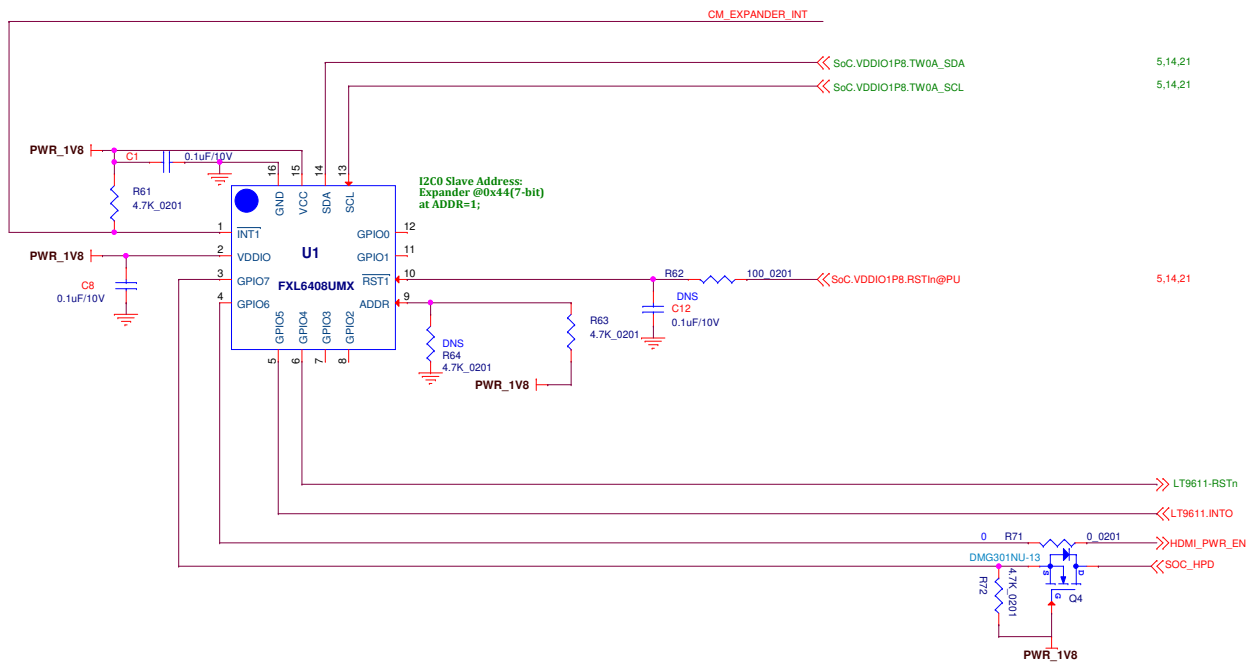 CM_EXPANDER_INT
SoC.VDDIO1P8.TW0A_SDA 5,14,21
SoC.VDDIO1P8.TW0A_SCL 5,14,21
PWR_1V8
C1 0.1uF/10V
R61
4.7K_0201
16 15 14 13
GND VCC SDA SCL
I2C0 Slave Address:
Expander @0x44(7-bit)
at ADDR=1;
1 INT1 GPIO0 12
PWR_1V8 2 VDDIO GPIO1 11
U1
FXL6408UMX
3 GPIO7 RST1 10
4 GPIO6 ADDR 9
R62 100_0201 SoC.VDDIO1P8.RSTIn@PU 5,14,21
C8
0.1uF/10V
DNS
C12
0.1uF/10V
GPIO5 GPIO4 GPIO3 GPIO2
5 6 7 8
R63
4.7K_0201
DNS
R64
4.7K_0201
PWR_1V8
LT9611-RSTn
LT9611.INTO
0 R71 0_0201 HDMI_PWR_EN
DMG301NU-13
SOC_HPD
S D
G
Q4
R72
4.7K_0201
PWR_1V8